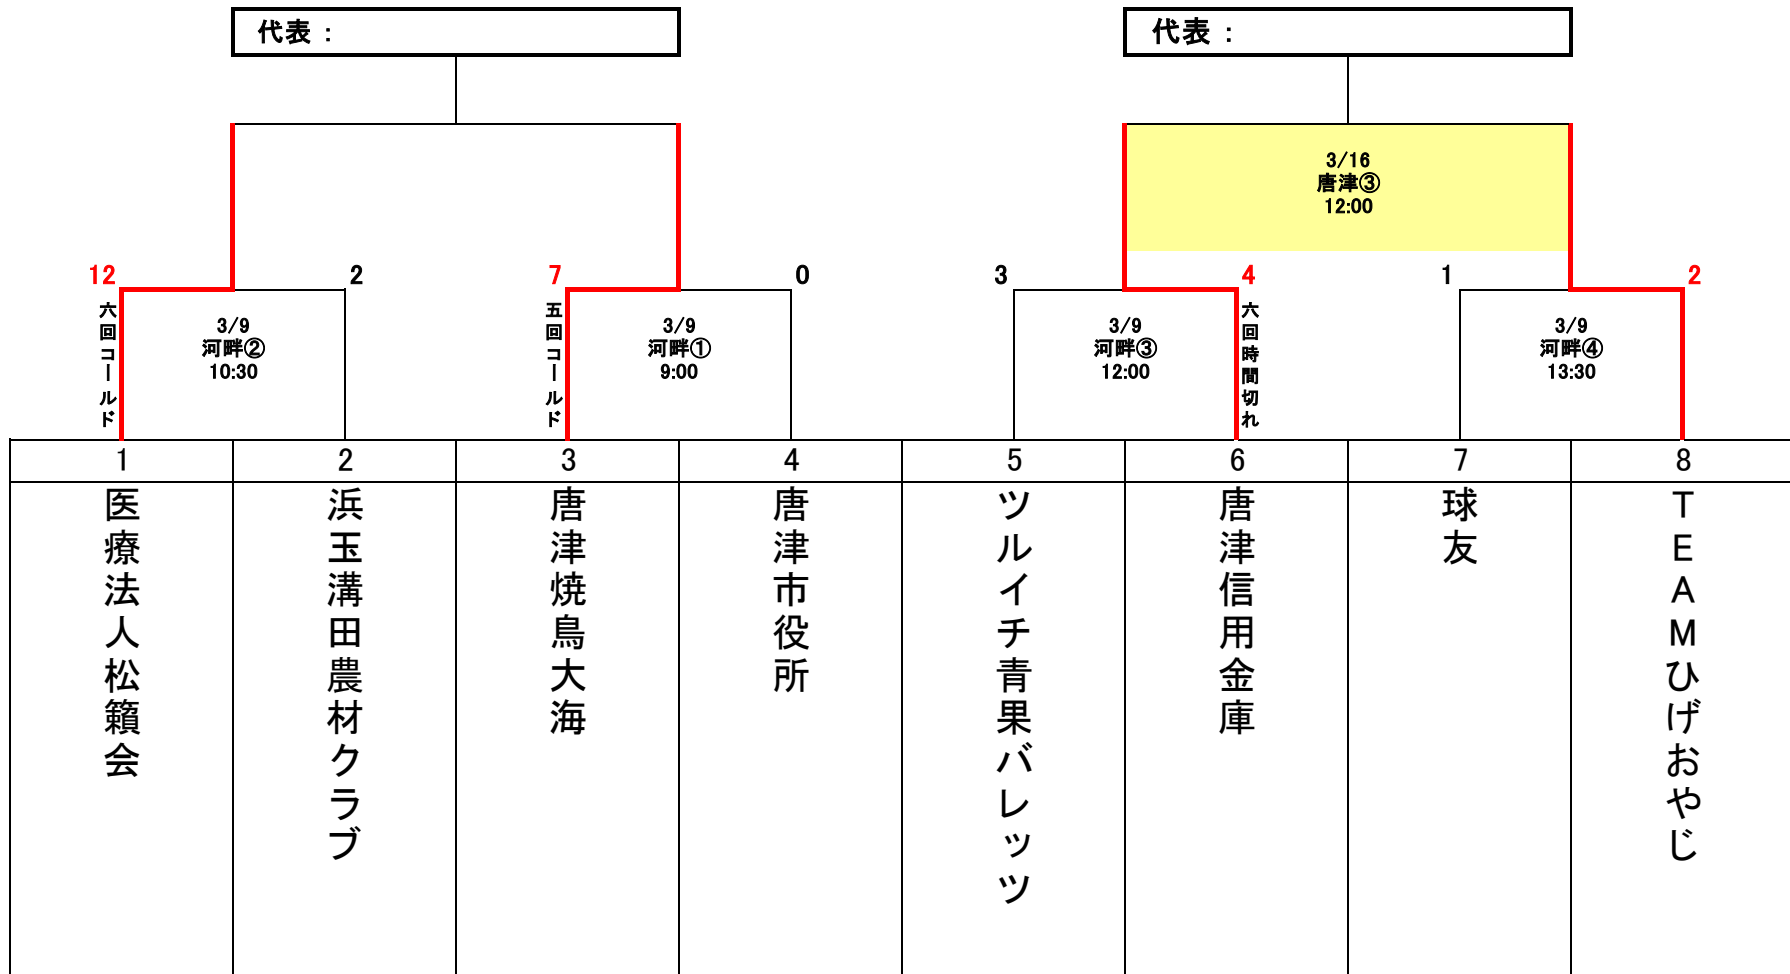 代表：
代表：
3/16
唐津③
12:00
12
2
7
0
3
4
1
2
六回コールド
3/9
河畔②
10:30
五回コールド
3/9
河畔①
9:00
3/9
河畔③
12:00
六回時間切れ
3/9
河畔④
13:30
1
2
3
4
5
6
7
8
医療法人松籟会
浜玉溝田農材クラブ
唐津焼鳥大海
唐津市役所
ツルイチ青果バレッツ
唐津信用金庫
球友
TEAMひげおやじ